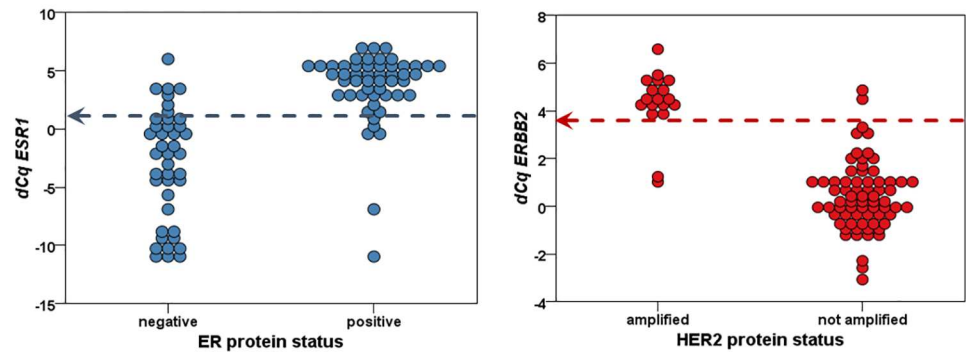 10
5
0
-5
-10
-15
dCq ESR1
negative
positive
ER protein status
8
6
4
2
0
-2
-4
dCq ERBB2
amplified
not amplified
HER2 protein status